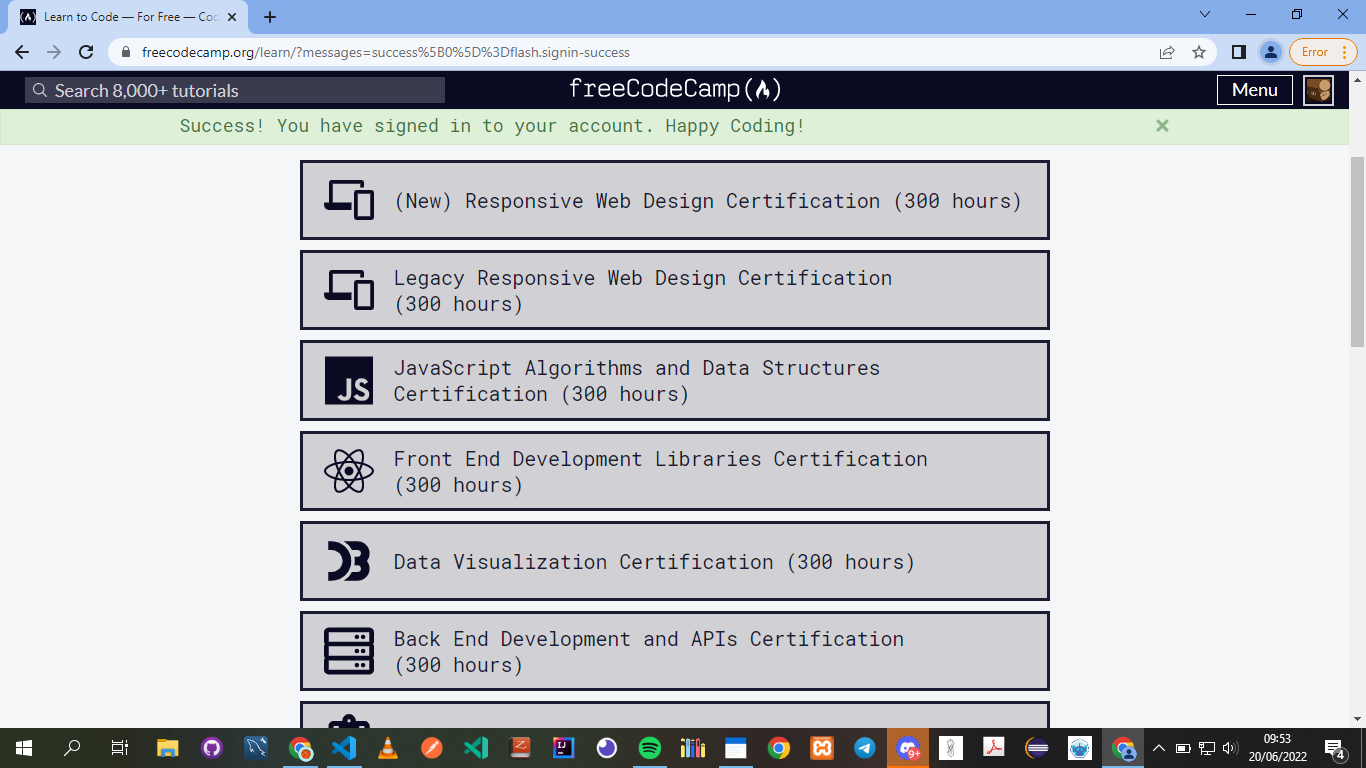 Learn to Code — For Free — Coc
freecodecamp.org/learn/?messages=success%5B0%5D%3Dflash.signin-success
Error
Search 8,000+ tutorials
freeCodeCamp
Menu
Success! You have signed in to your account. Happy Coding!
(New) Responsive Web Design Certification (300 hours)
Legacy Responsive Web Design Certification
(300 hours)
JS
JavaScript Algorithms and Data Structures
Certification (300 hours)
Front End Development Libraries Certification
(300 hours)
Data Visualization Certification (300 hours)
Back End Development and APIs Certification
(300 hours)
IJ
9+
09:53
20/06/2022
4